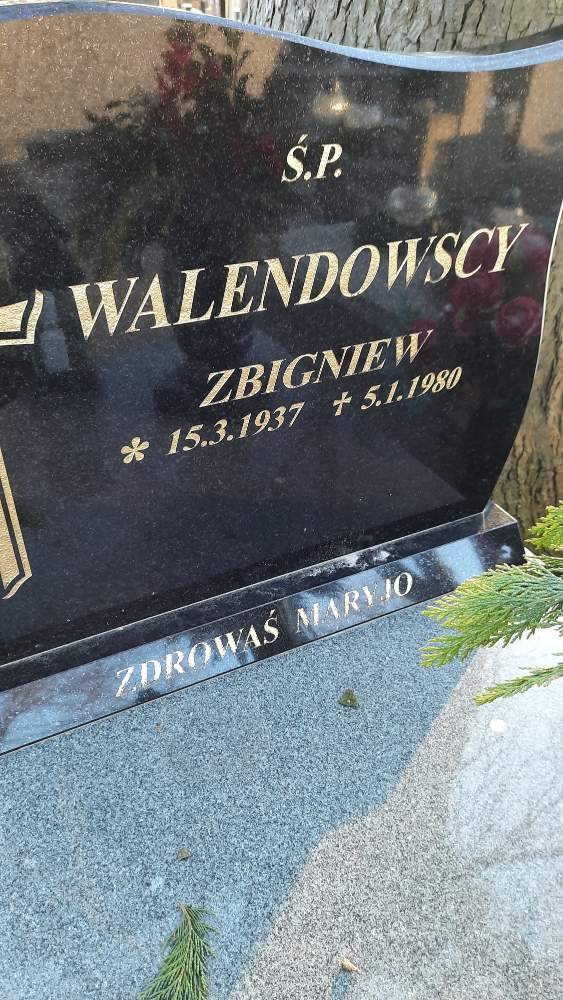 Ś.P.
WALENDOWSCY
ZBIGNIEW
* 15.3.1937 ✝ 5.1.1980
ZDROWAŚ MARYJO